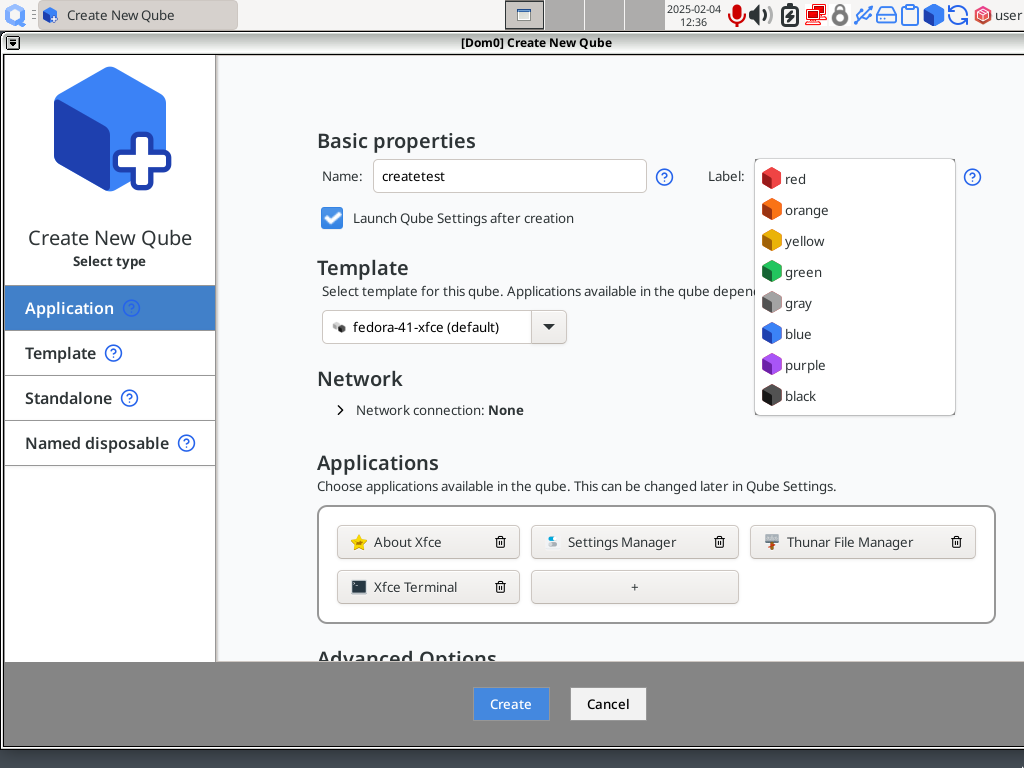 Create New Qube
2025-02-04
12:36
user
[Dom0] Create New Qube
Create New Qube
Select type
Application
Template
Standalone
Named disposable
Basic properties
Name: createtest
Label:
Launch Qube Settings after creation
red
orange
yellow
green
gray
blue
purple
black
Template
Select template for this qube. Applications available in the qube depen
fedora-41-xfce (default)
Network
Network connection: None
Applications
Choose applications available in the qube. This can be changed later in Qube Settings.
About Xfce
Settings Manager
Thunar File Manager
Xfce Terminal
+
Advanced Options
Create
Cancel